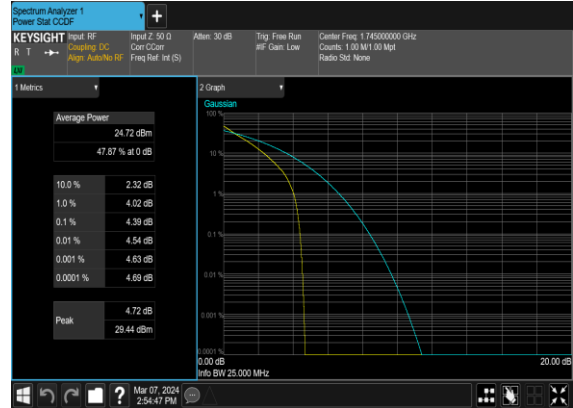 Spectrum Analyzer 1
Power Stat CCDF
KEYSIGHT
R T
LM
Input: RF
Coupling: DC
Align: Auto/No RF
Input Z: 50 Ω
Corr CCorr
Freq Ref: Int (S)
Atten: 30 dB
Trig: Free Run
#IF Gain: Low
Center Freq: 1.745000000 GHz
Counts: 1.00 M/1.00 Mpt
Radio Std: None
1 Metrics
Average Power
24.72 dBm
47.87 % at 0 dB
10.0 % 2.32 dB
1.0 % 4.02 dB
0.1 % 4.39 dB
0.01 % 4.54 dB
0.001 % 4.63 dB
0.0001 % 4.69 dB
Peak
4.72 dB
29.44 dBm
2 Graph
Gaussian
100 %
10 %
1 %
0.1 %
0.01 %
0.001 %
0.0001 %
0.00 dB 20.00 dB
Info BW 25.000 MHz
Mar 07, 2024
2:54:47 PM